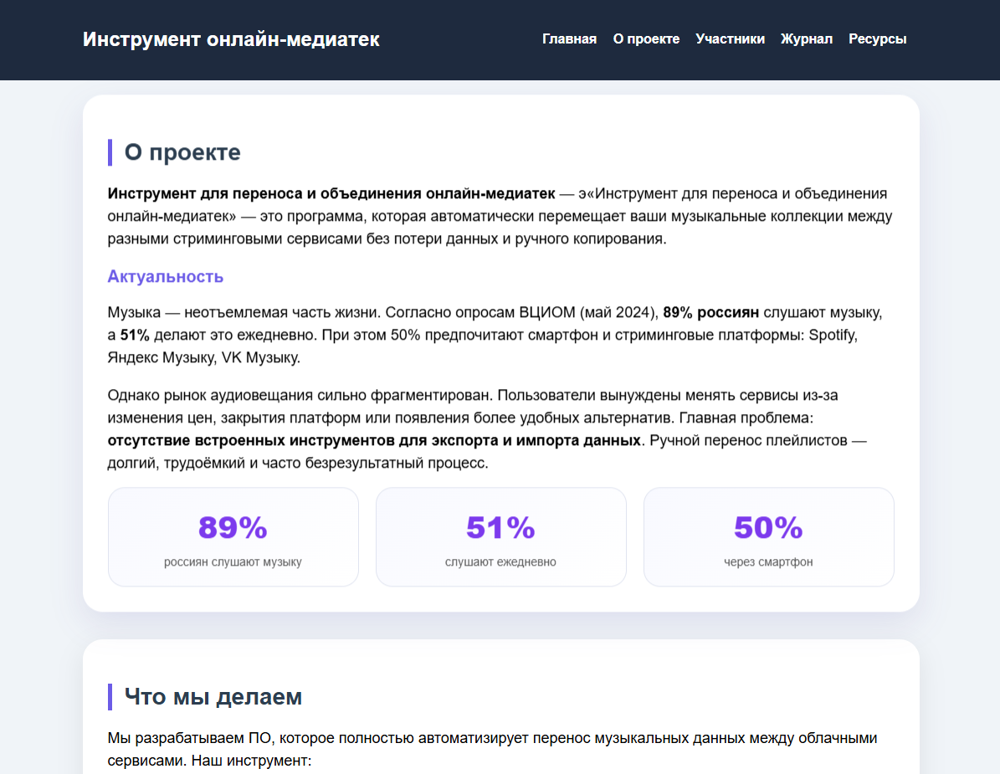 Инструмент онлайн-медиатек
Главная О проекте Участники Журнал Ресурсы
О проекте
Инструмент для переноса и объединения онлайн-медиатек — э«Инструмент для переноса и объединения
онлайн-медиатек» — это программа, которая автоматически перемещает ваши музыкальные коллекции между
разными стриминговыми сервисами без потери данных и ручного копирования.
Актуальность
Музыка — неотъемлемая часть жизни. Согласно опросам ВЦИОМ (май 2024), 89% россиян слушают музыку,
а 51% делают это ежедневно. При этом 50% предпочитают смартфон и стриминговые платформы: Spotify,
Яндекс Музыку, VK Музыку.
Однако рынок аудиовещания сильно фрагментирован. Пользователи вынуждены менять сервисы из-за
изменения цен, закрытия платформ или появления более удобных альтернатив. Главная проблема:
отсутствие встроенных инструментов для экспорта и импорта данных. Ручной перенос плейлистов —
долгий, трудоёмкий и часто безрезультатный процесс.
89%
россиян слушают музыку
51%
слушают ежедневно
50%
через смартфон
Что мы делаем
Мы разрабатываем ПО, которое полностью автоматизирует перенос музыкальных данных между облачными
сервисами. Наш инструмент: